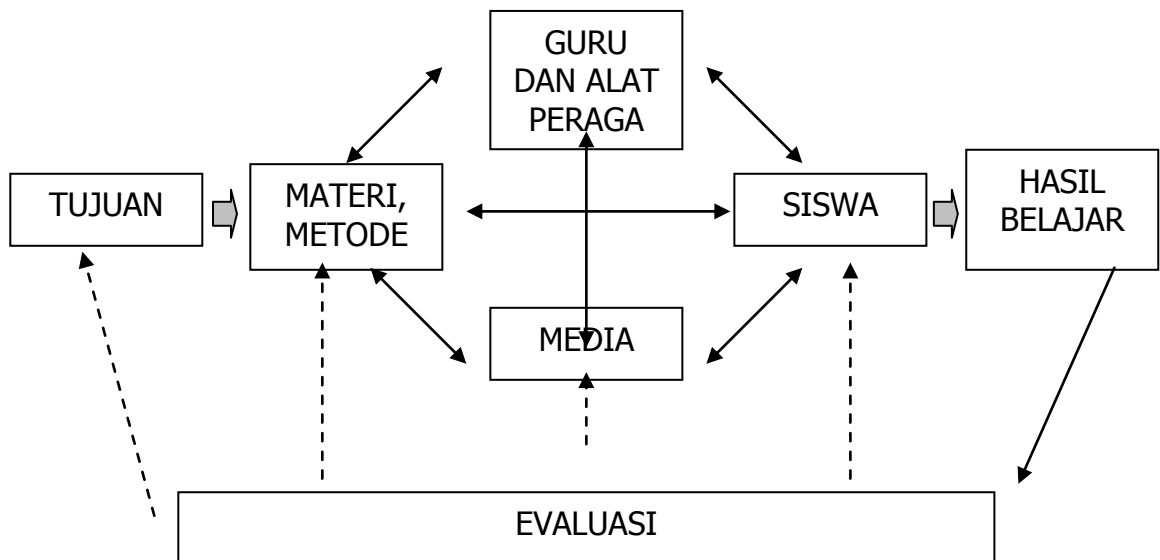 GURU
DAN ALAT
PERAGA
TUJUAN
MATERI,
METODE
SISWA
HASIL
BELAJAR
MEDIA
EVALUASI